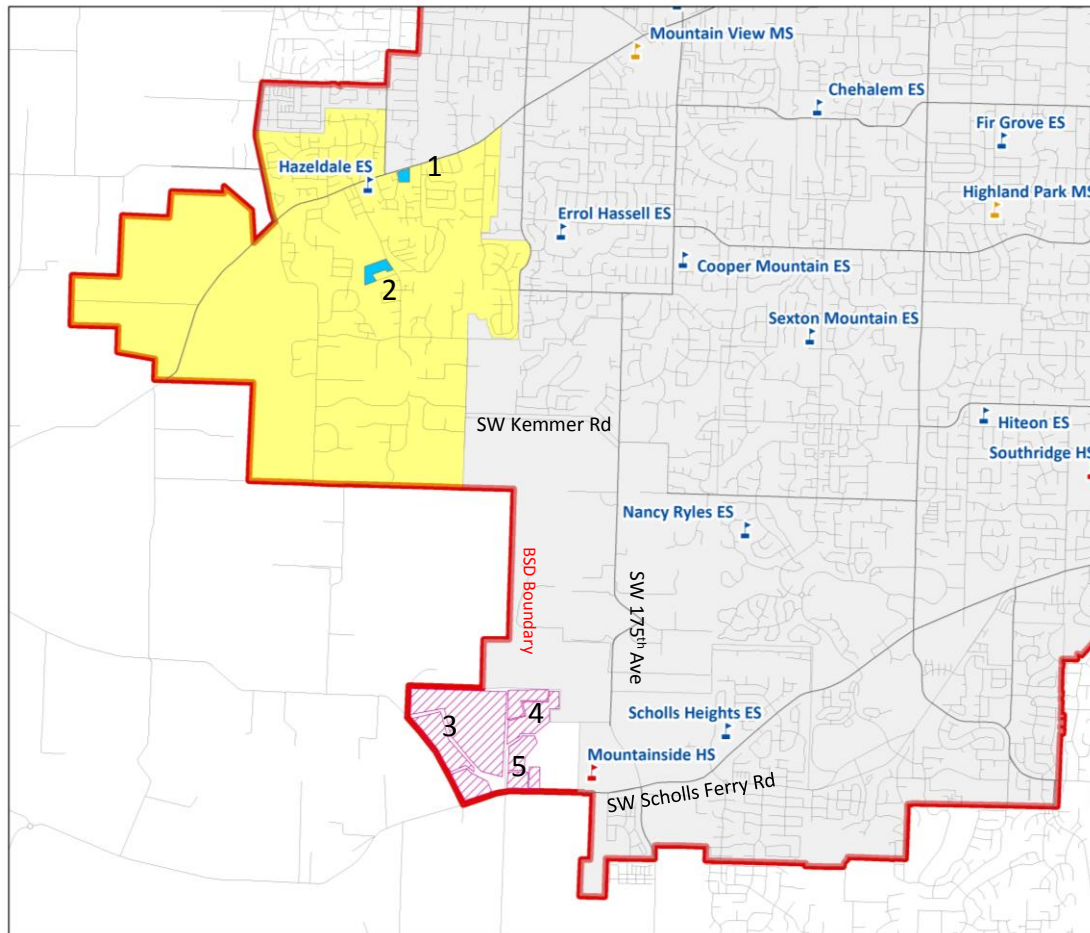 Mountain View MS
Chehalem ES
Fir Grove ES
Hazeldale ES
1
Highland Park MS
Errol Hassell ES
Cooper Mountain ES
2
Sexton Mountain ES
SW Kemmer Rd
Hiteon ES
Southridge HS
Nancy Ryles ES
BSD Boundary
SW 175th Ave
3
4
Scholls Heights ES
5
Mountainside HS
SW Scholls Ferry Rd